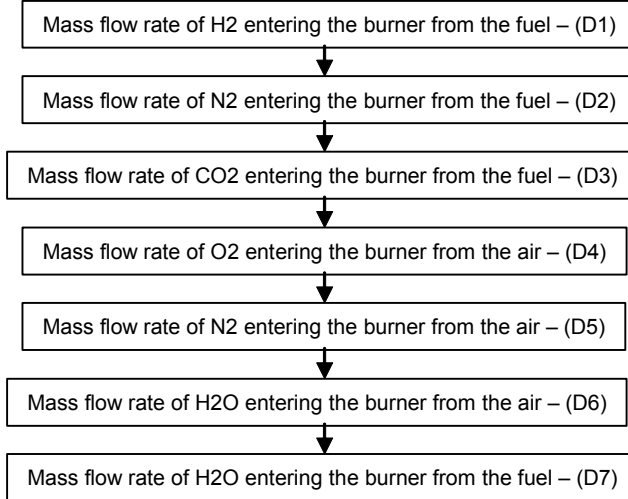 Mass flow rate of H2 entering the burner from the fuel – (D1)
Mass flow rate of N2 entering the burner from the fuel – (D2)
Mass flow rate of CO2 entering the burner from the fuel – (D3)
Mass flow rate of O2 entering the burner from the air – (D4)
Mass flow rate of N2 entering the burner from the air – (D5)
Mass flow rate of H2O entering the burner from the air – (D6)
Mass flow rate of H2O entering the burner from the fuel – (D7)